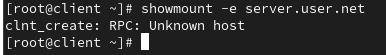 [root@client ~]# showmount -e server.user.net
clnt_create: RPC: Unknown host
[root@client ~]#